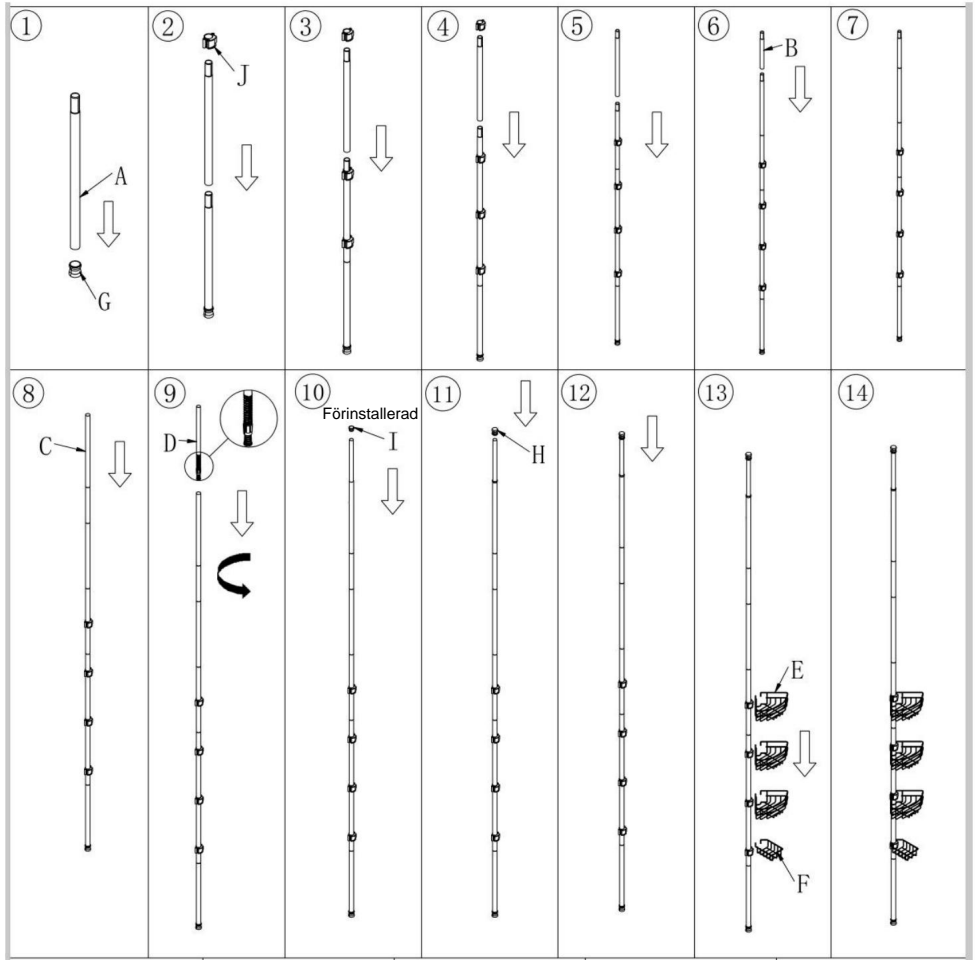 ①
A
G
②
J
③
④
⑤
⑥
B
⑦
⑧
C
⑨
D
⑩
Förinstallerad
I
⑪
H
⑫
⑬
E
F
⑭